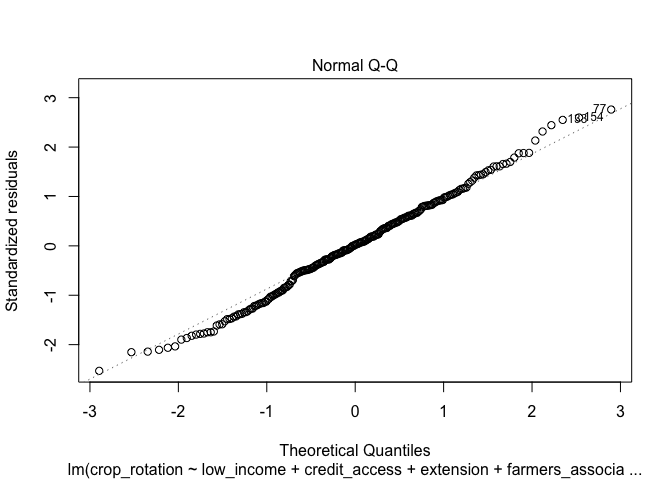 Normal Q-Q
Standardized residuals
3
2
1
0
-1
-2
77
154
-3 -2 -1 0 1 2 3
Theoretical Quantiles
lm(crop_rotation ~ low_income + credit_access + extension + farmers_associa ...